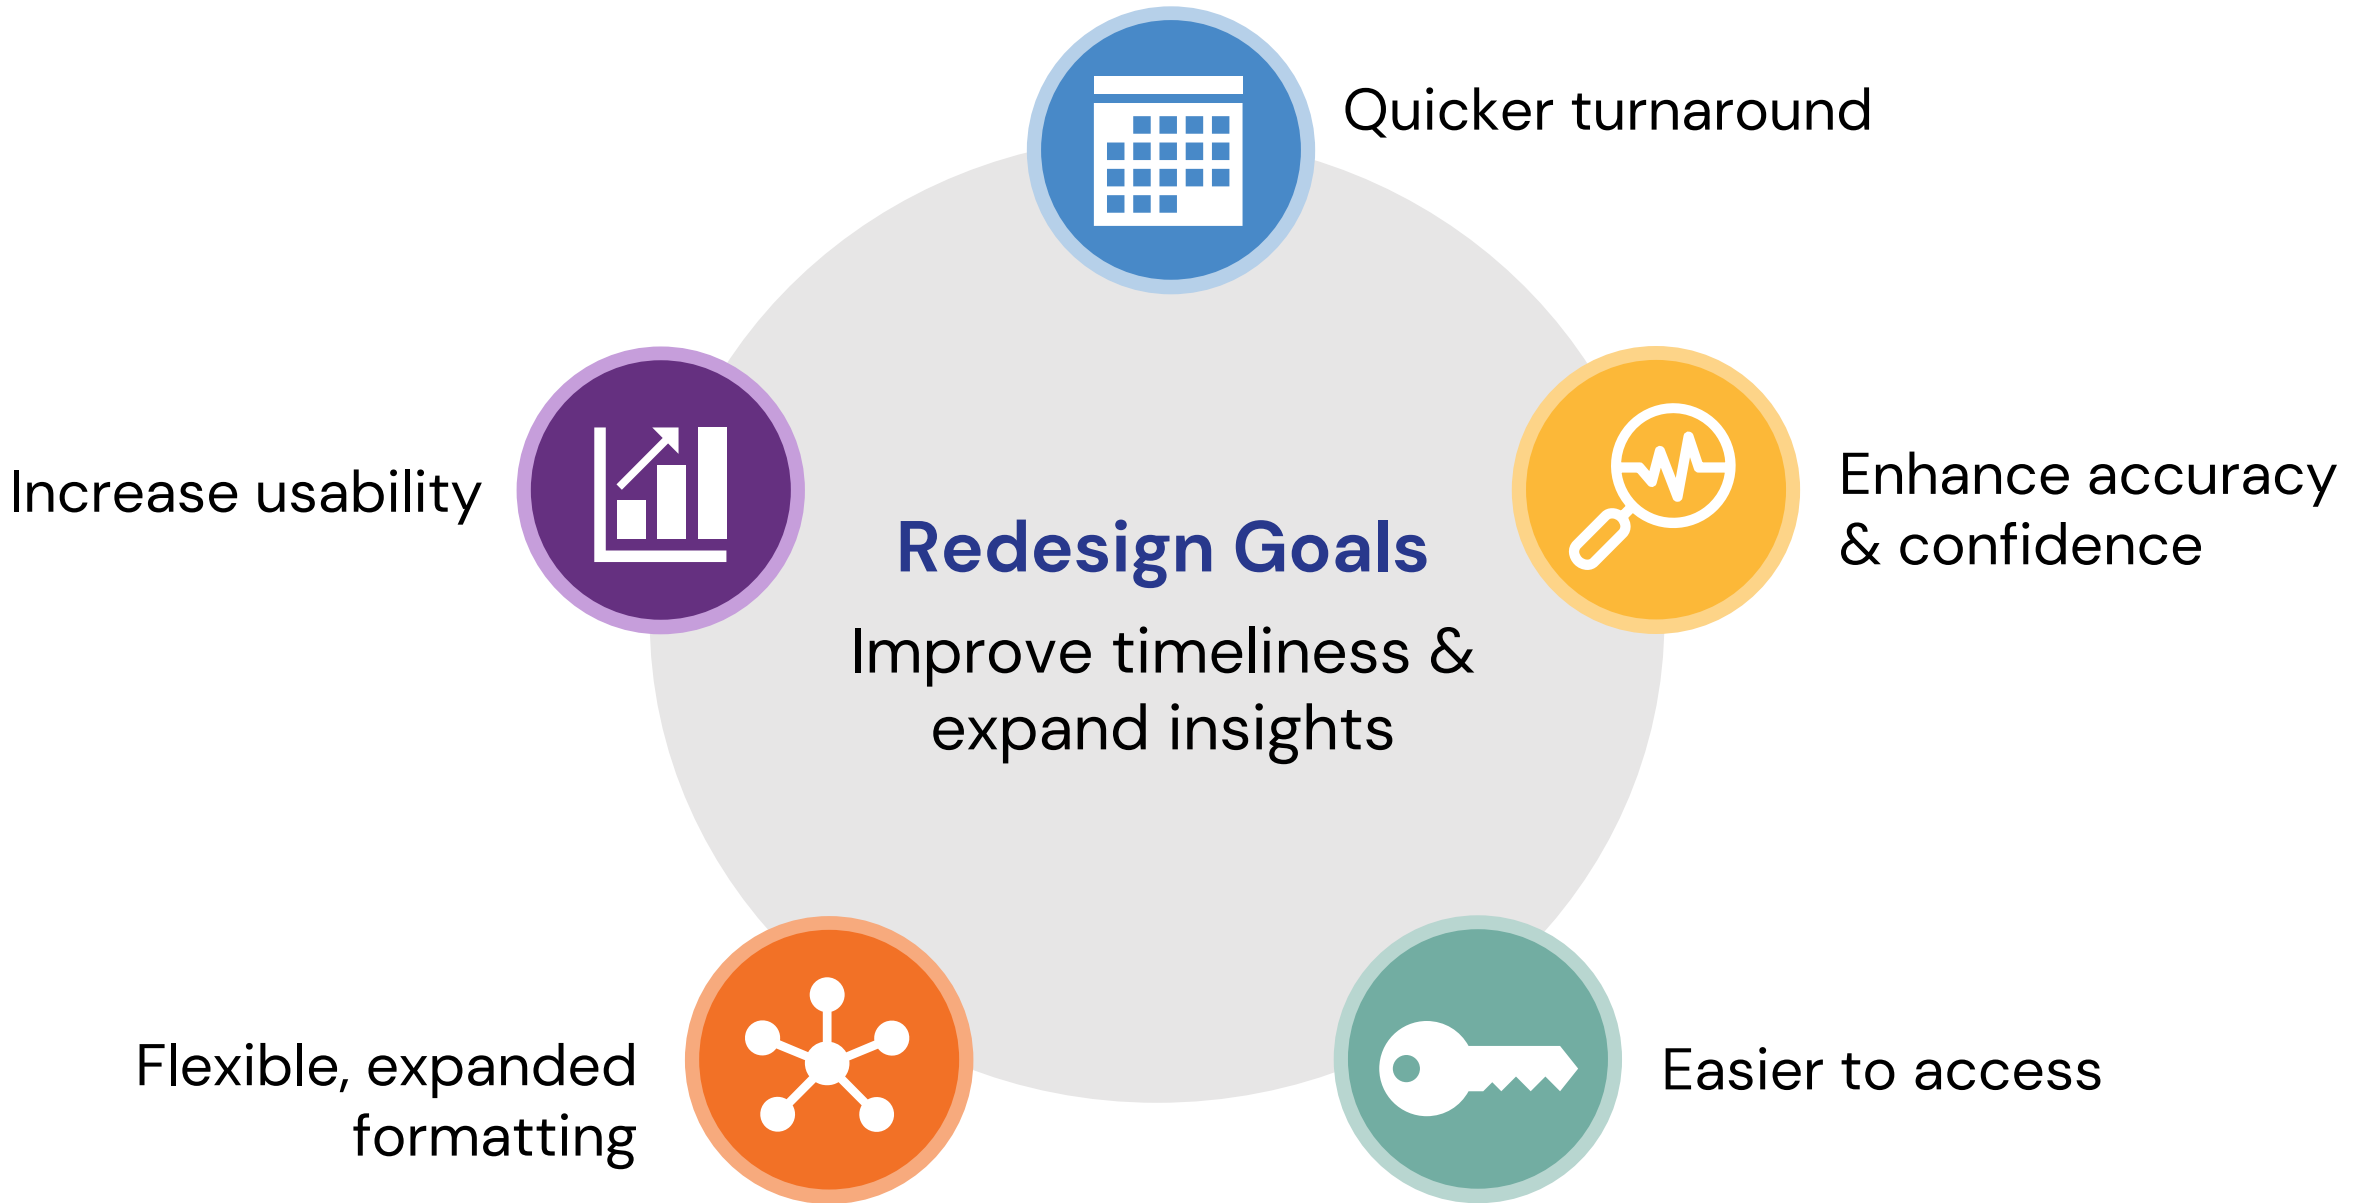 Quicker turnaround
Enhance accuracy
& confidence
Easier to access
Flexible, expanded
formatting
Increase usability
Redesign Goals
Improve timeliness &
expand insights